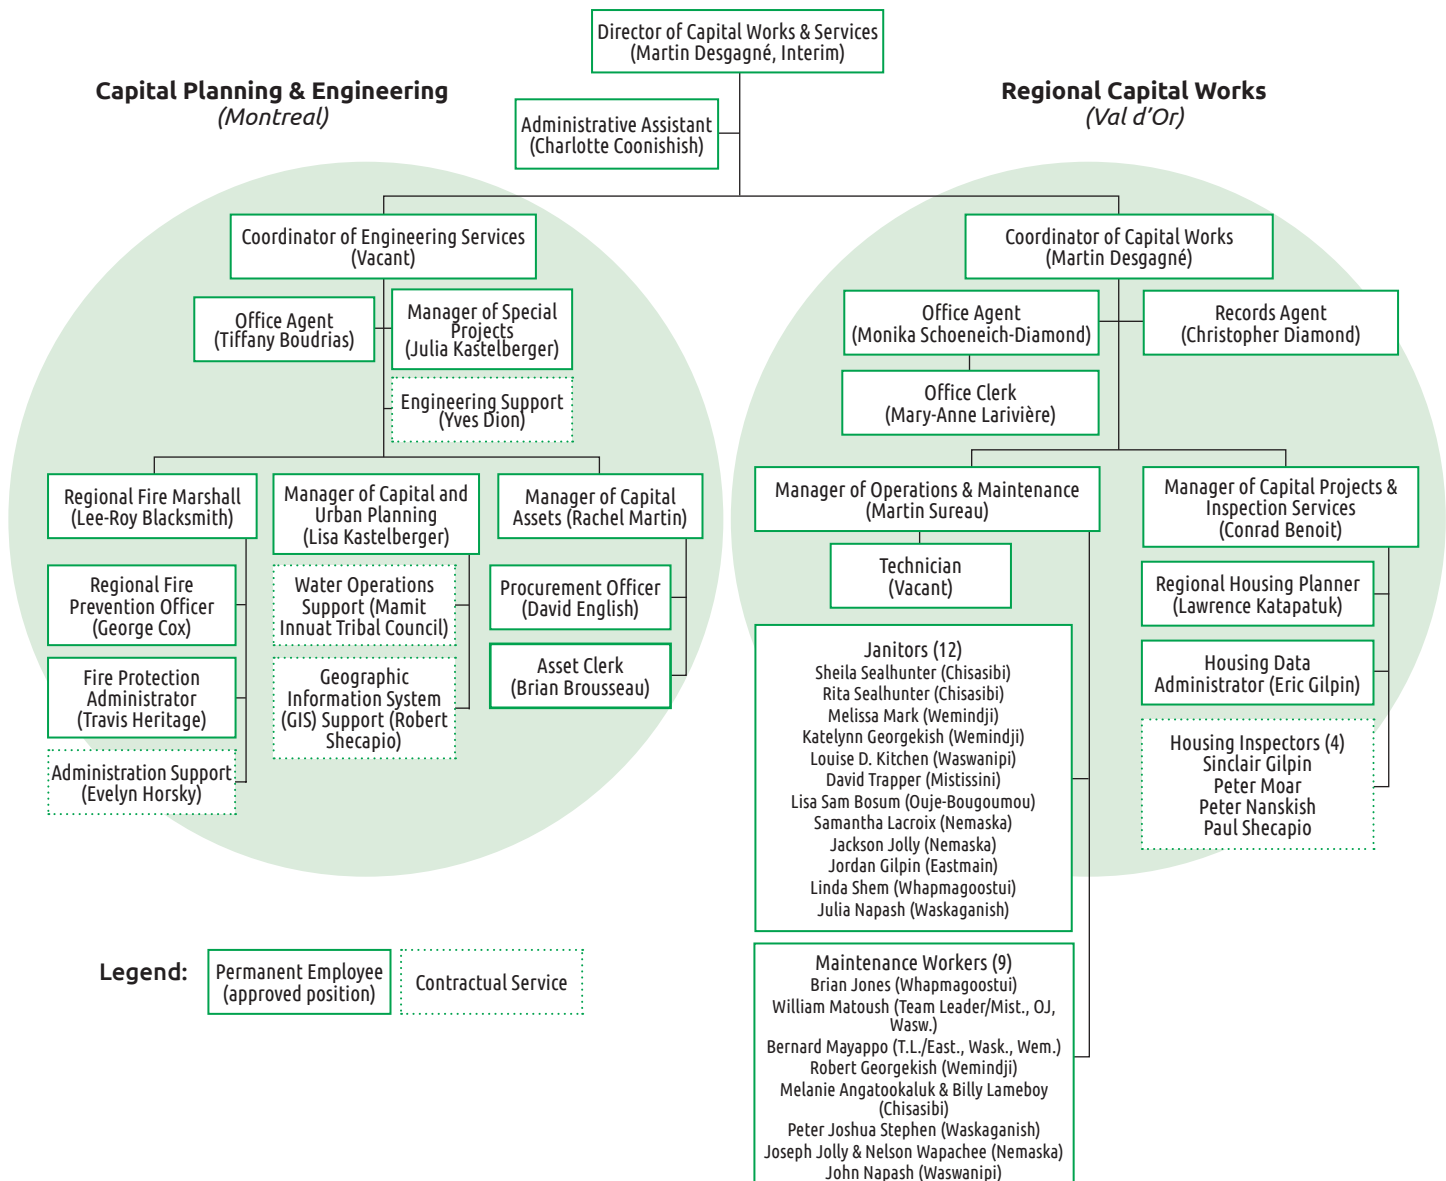 Director of Capital Works & Services
(Martin Desgagné, Interim)
Capital Planning & Engineering
(Montreal)
Regional Capital Works
(Val d’Or)
Administrative Assistant
(Charlotte Coonishish)
Coordinator of Engineering Services
(Vacant)
Office Agent
(Tiffany Boudrias)
Manager of Special
Projects
(Julia Kastelberger)
Engineering Support
(Yves Dion)
Regional Fire Marshall
(Lee-Roy Blacksmith)
Regional Fire
Prevention Officer
(George Cox)
Fire Protection
Administrator
(Travis Heritage)
Administration Support
(Evelyn Horsky)
Manager of Capital and
Urban Planning
(Lisa Kastelberger)
Water Operations
Support (Mamit
Innuat Tribal Council)
Geographic
Information System
(GIS) Support (Robert
Shecapio)
Manager of Capital
Assets (Rachel Martin)
Procurement Officer
(David English)
Asset Clerk
(Brian Brousseau)
Coordinator of Capital Works
(Martin Desgagné)
Office Agent
(Monika Schoeneich-Diamond)
Records Agent
(Christopher Diamond)
Office Clerk
(Mary-Anne Larivière)
Manager of Operations & Maintenance
(Martin Sureau)
Technician
(Vacant)
Janitors (12)
Sheila Sealhunter (Chisasibi)
Rita Sealhunter (Chisasibi)
Melissa Mark (Wemindji)
Katelynn Georgekish (Wemindji)
Louise D. Kitchen (Waswanipi)
David Trapper (Mistissini)
Lisa Sam Bosum (Ouje-Bougoumou)
Samantha Lacroix (Nemaska)
Jackson Jolly (Nemaska)
Jordan Gilpin (Eastmain)
Linda Shem (Whapmagoostui)
Julia Napash (Waskaganish)
Maintenance Workers (9)
Brian Jones (Whapmagoostui)
William Matoush (Team Leader/Mist., OJ,
Wasw.)
Bernard Mayappo (T.L./East., Wask., Wem.)
Robert Georgekish (Wemindji)
Melanie Angatookaluk & Billy Lameboy
(Chisasibi)
Peter Joshua Stephen (Waskaganish)
Joseph Jolly & Nelson Wapachee (Nemaska)
John Napash (Waswanipi)
Manager of Capital Projects &
Inspection Services
(Conrad Benoit)
Regional Housing Planner
(Lawrence Katapatuk)
Housing Data
Administrator (Eric Gilpin)
Housing Inspectors (4)
Sinclair Gilpin
Peter Moar
Peter Nanskish
Paul Shecapio
Legend:
Permanent Employee
(approved position)
Contractual Service